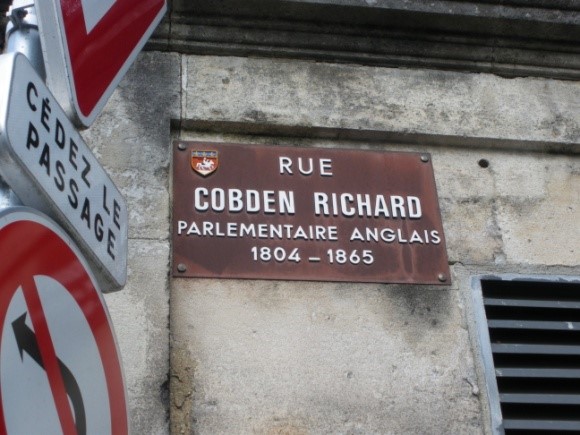 CÉDEZ LE
PASSAGE
RUE
COBDEN RICHARD
PARLEMENTAIRE ANGLAIS
1804 - 1865